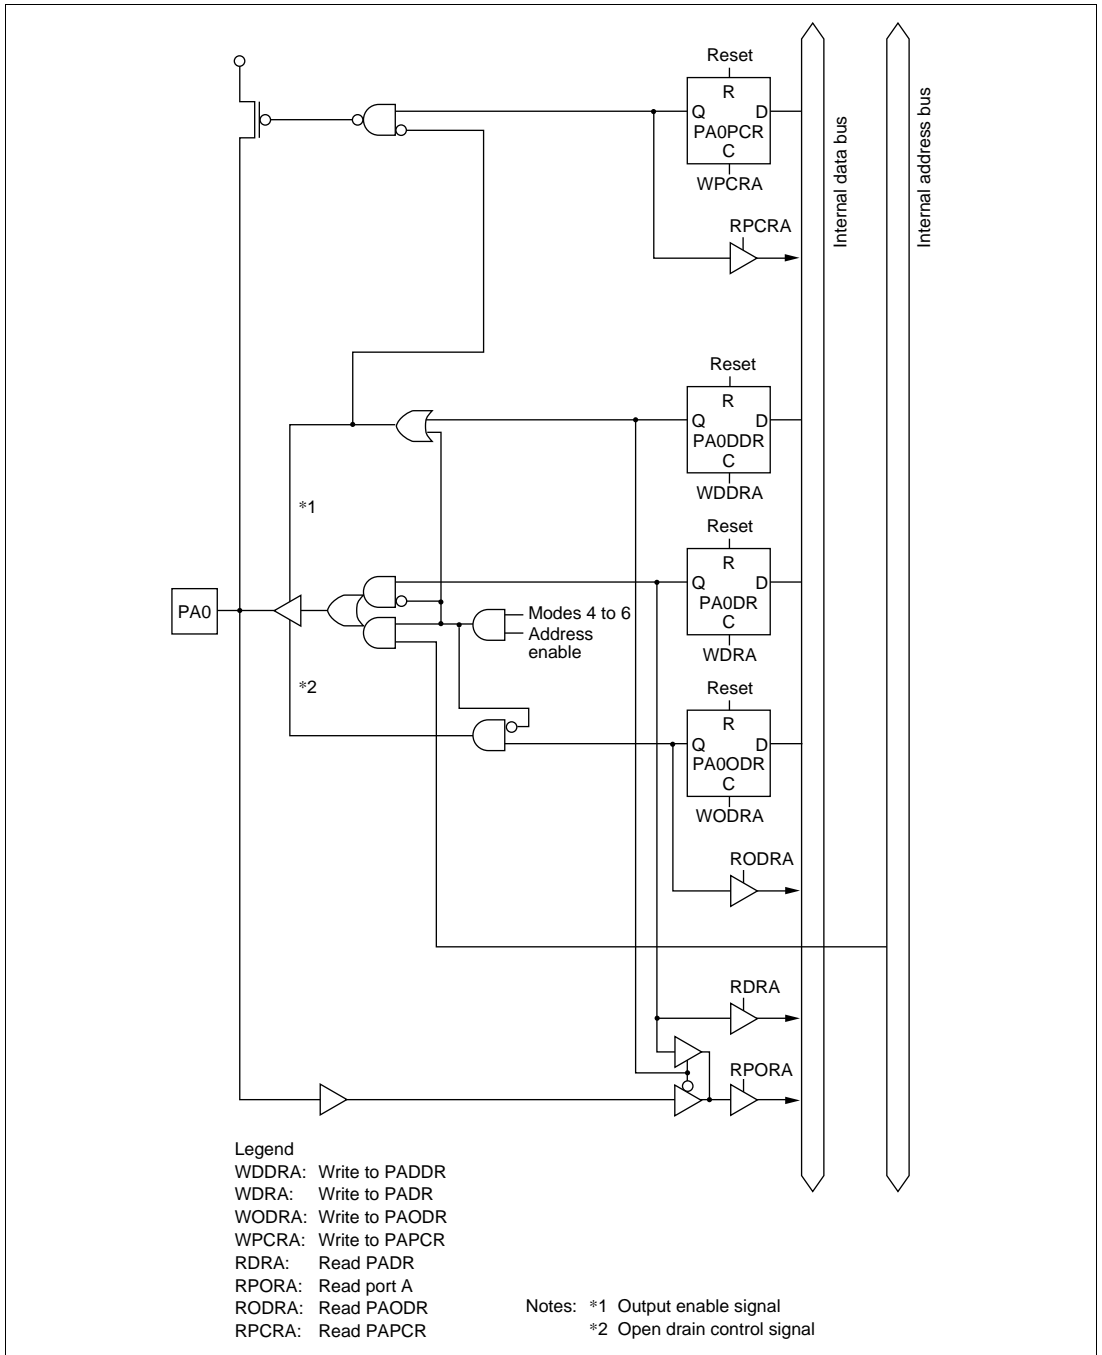 Reset
R
Q D
PA0PCR
C
WPCRA
RPCRA
Internal data bus
Internal address bus
Reset
R
Q D
PA0DDR
C
WDDRA
*1
Reset
R
Q D
PA0DR
C
WDRA
PA0
Modes 4 to 6
Address
enable
*2
Reset
R
Q D
PA0ODR
C
WODRA
RODRA
RDRA
RPORA
Legend
WDDRA: Write to PADDR
WDRA: Write to PADR
WODRA: Write to PAODR
WPCRA: Write to PAPCR
RDRA: Read PADR
RPORA: Read port A
RODRA: Read PAODR
RPCRA: Read PAPCR
Notes: *1 Output enable signal
*2 Open drain control signal